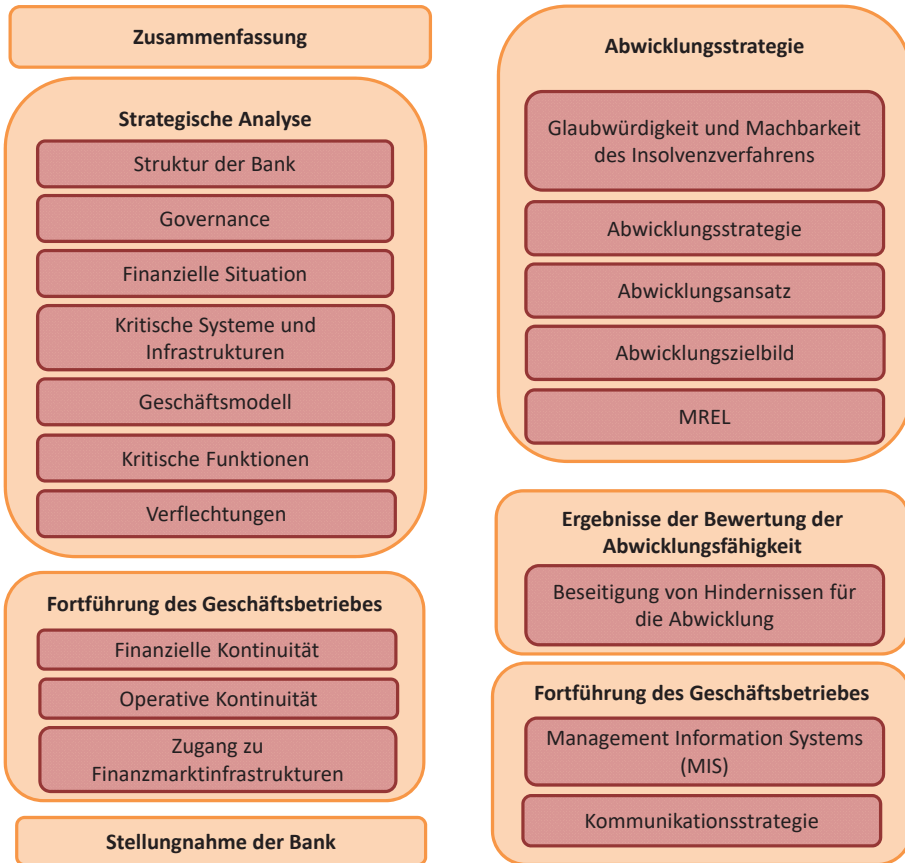 Zusammenfassung
Strategische Analyse
Struktur der Bank
Governance
Finanzielle Situation
Kritische Systeme und
Infrastrukturen
Geschäftsmodell
Kritische Funktionen
Verflechtungen
Fortführung des Geschäftsbetriebes
Finanzielle Kontinuität
Operative Kontinuität
Zugang zu
Finanzmarktinfrastrukturen
Stellungnahme der Bank
Abwicklungsstrategie
Glaubwürdigkeit und Machbarkeit
des Insolvenzverfahrens
Abwicklungsstrategie
Abwicklungsansatz
Abwicklungszielbild
MREL
Ergebnisse der Bewertung der
Abwicklungsfähigkeit
Beseitigung von Hindernissen für
die Abwicklung
Fortführung des Geschäftsbetriebes
Management Information Systems
(MIS)
Kommunikationsstrategie